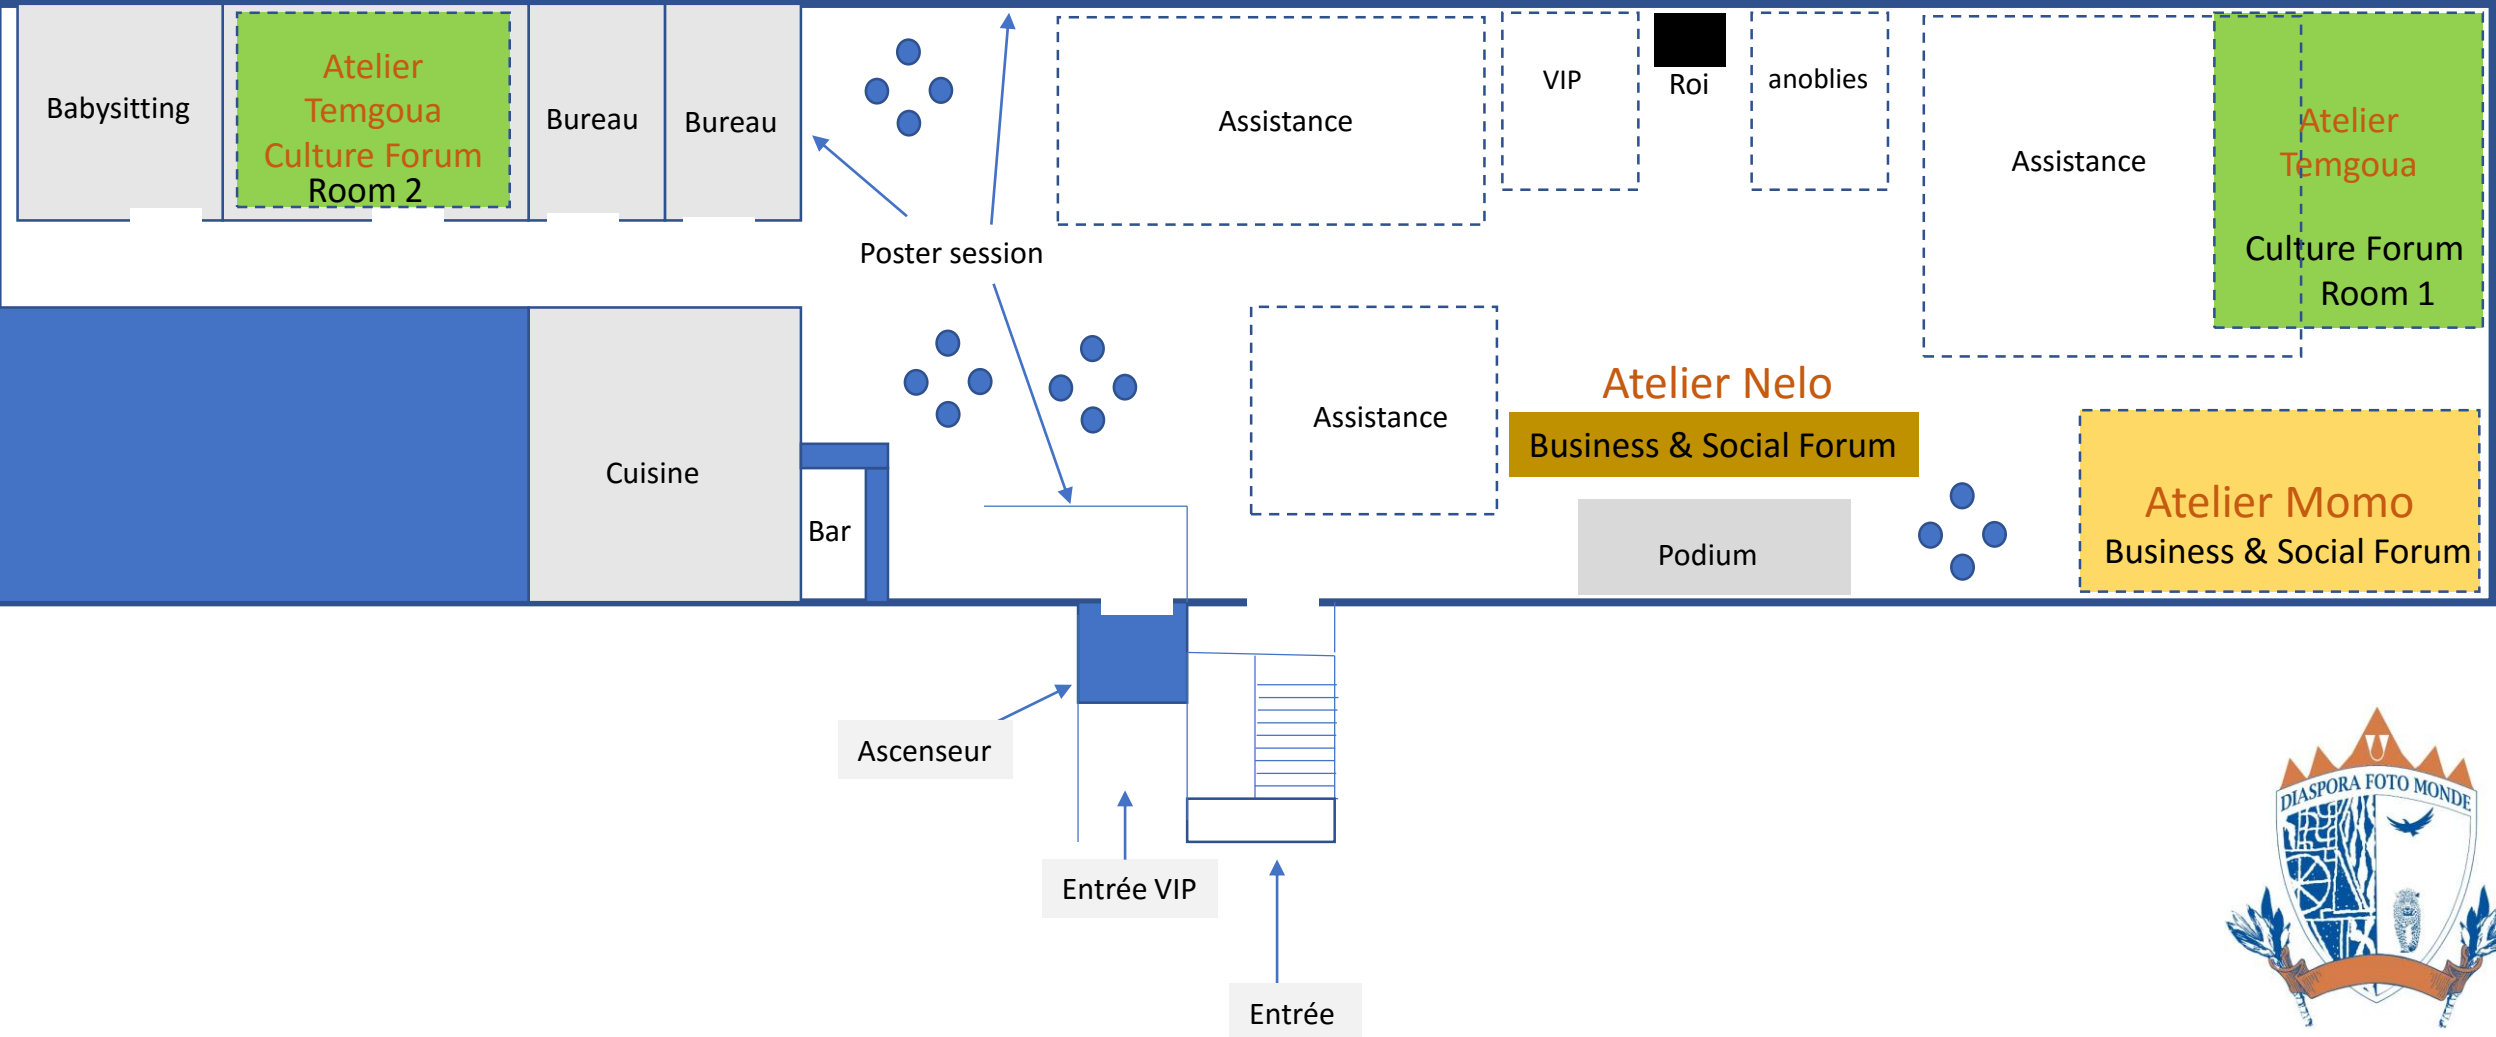 Babysitting
Atelier
Temgoua
Culture Forum
Room 2
Bureau
Bureau
Assistance
VIP
Roi
anoblies
Assistance
Atelier
Temgoua
Culture Forum
Room 1
Poster session
Cuisine
Bar
Assistance
Atelier Nelo
Business & Social Forum
Podium
Atelier Momo
Business & Social Forum
Ascenseur
Entrée VIP
Entrée
DIASPORA FOTO MONDE